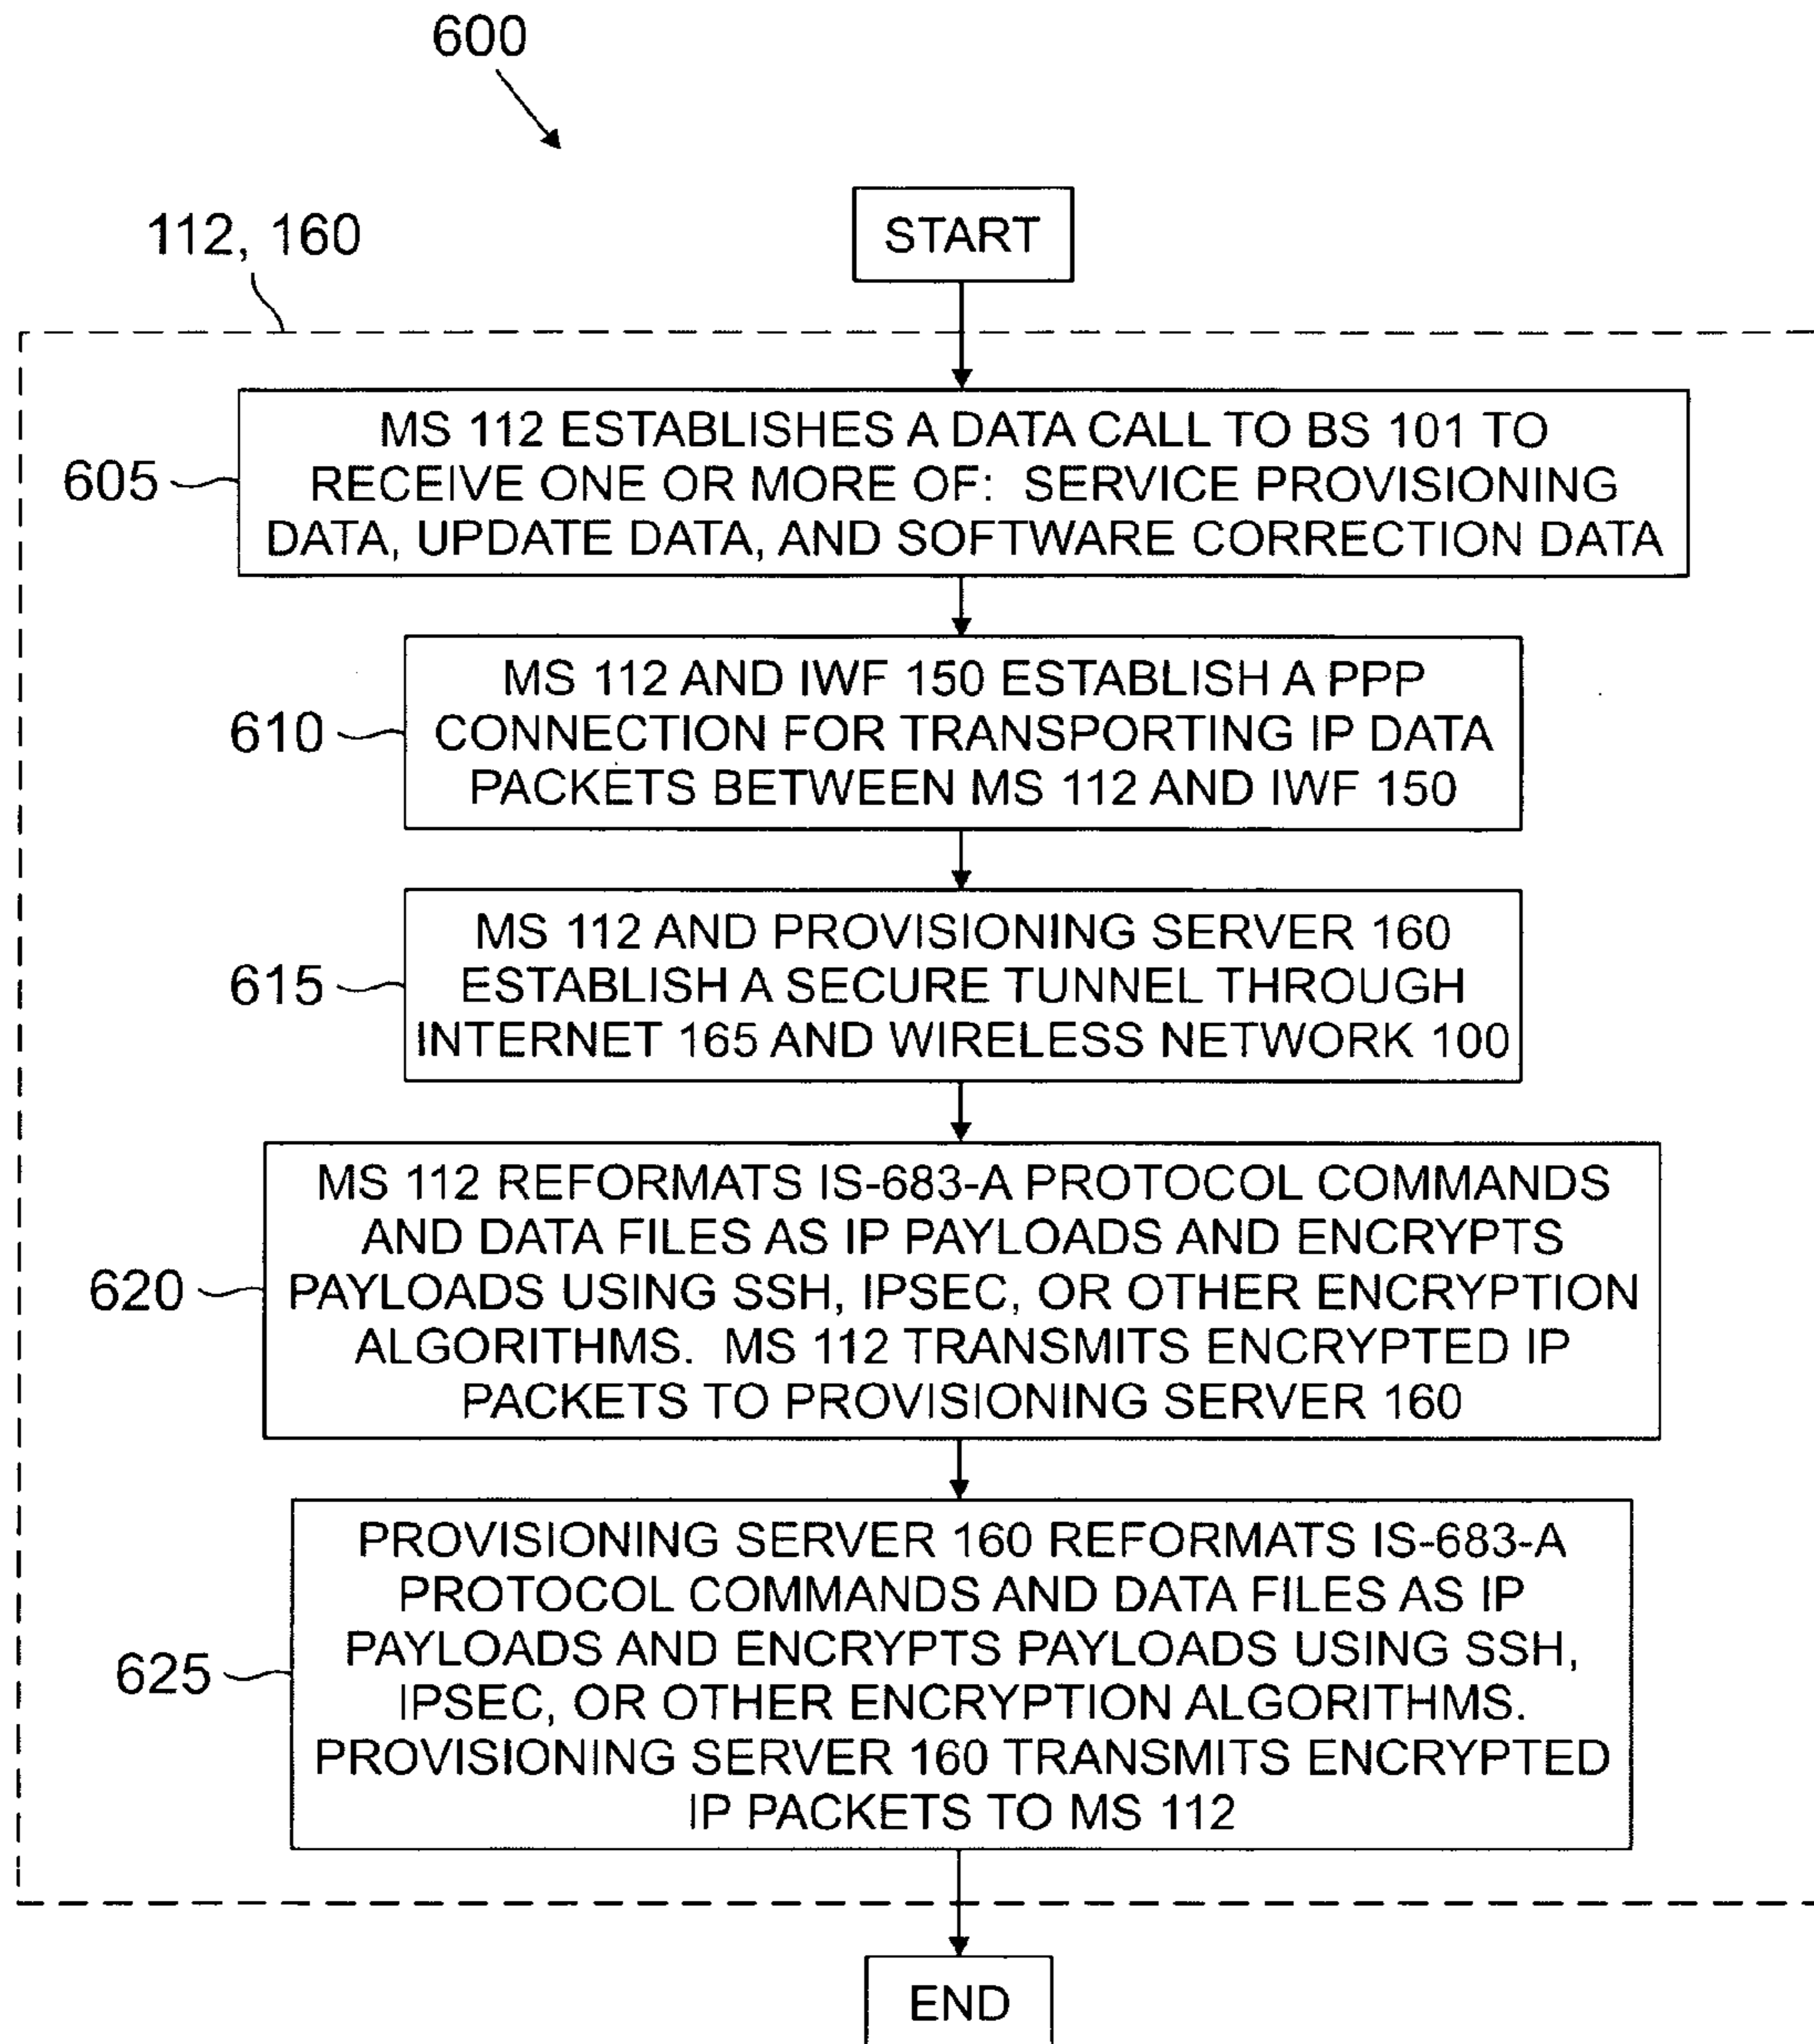 600
112, 160
START
605
MS 112 ESTABLISHES A DATA CALL TO BS 101 TO
RECEIVE ONE OR MORE OF: SERVICE PROVISIONING
DATA, UPDATE DATA, AND SOFTWARE CORRECTION DATA
610
MS 112 AND IWF 150 ESTABLISH A PPP
CONNECTION FOR TRANSPORTING IP DATA
PACKETS BETWEEN MS 112 AND IWF 150
615
MS 112 AND PROVISIONING SERVER 160
ESTABLISH A SECURE TUNNEL THROUGH
INTERNET 165 AND WIRELESS NETWORK 100
620
MS 112 REFORMATS IS-683-A PROTOCOL COMMANDS
AND DATA FILES AS IP PAYLOADS AND ENCRYPTS
PAYLOADS USING SSH, IPSEC, OR OTHER ENCRYPTION
ALGORITHMS. MS 112 TRANSMITS ENCRYPTED IP
PACKETS TO PROVISIONING SERVER 160
625
PROVISIONING SERVER 160 REFORMATS IS-683-A
PROTOCOL COMMANDS AND DATA FILES AS IP
PAYLOADS AND ENCRYPTS PAYLOADS USING SSH,
IPSEC, OR OTHER ENCRYPTION ALGORITHMS.
PROVISIONING SERVER 160 TRANSMITS ENCRYPTED
IP PACKETS TO MS 112
END